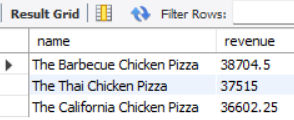 Result Grid Filter Rows:
name revenue
The Barbecue Chicken Pizza 38704.5
The Thai Chicken Pizza 37515
The California Chicken Pizza 36602.25